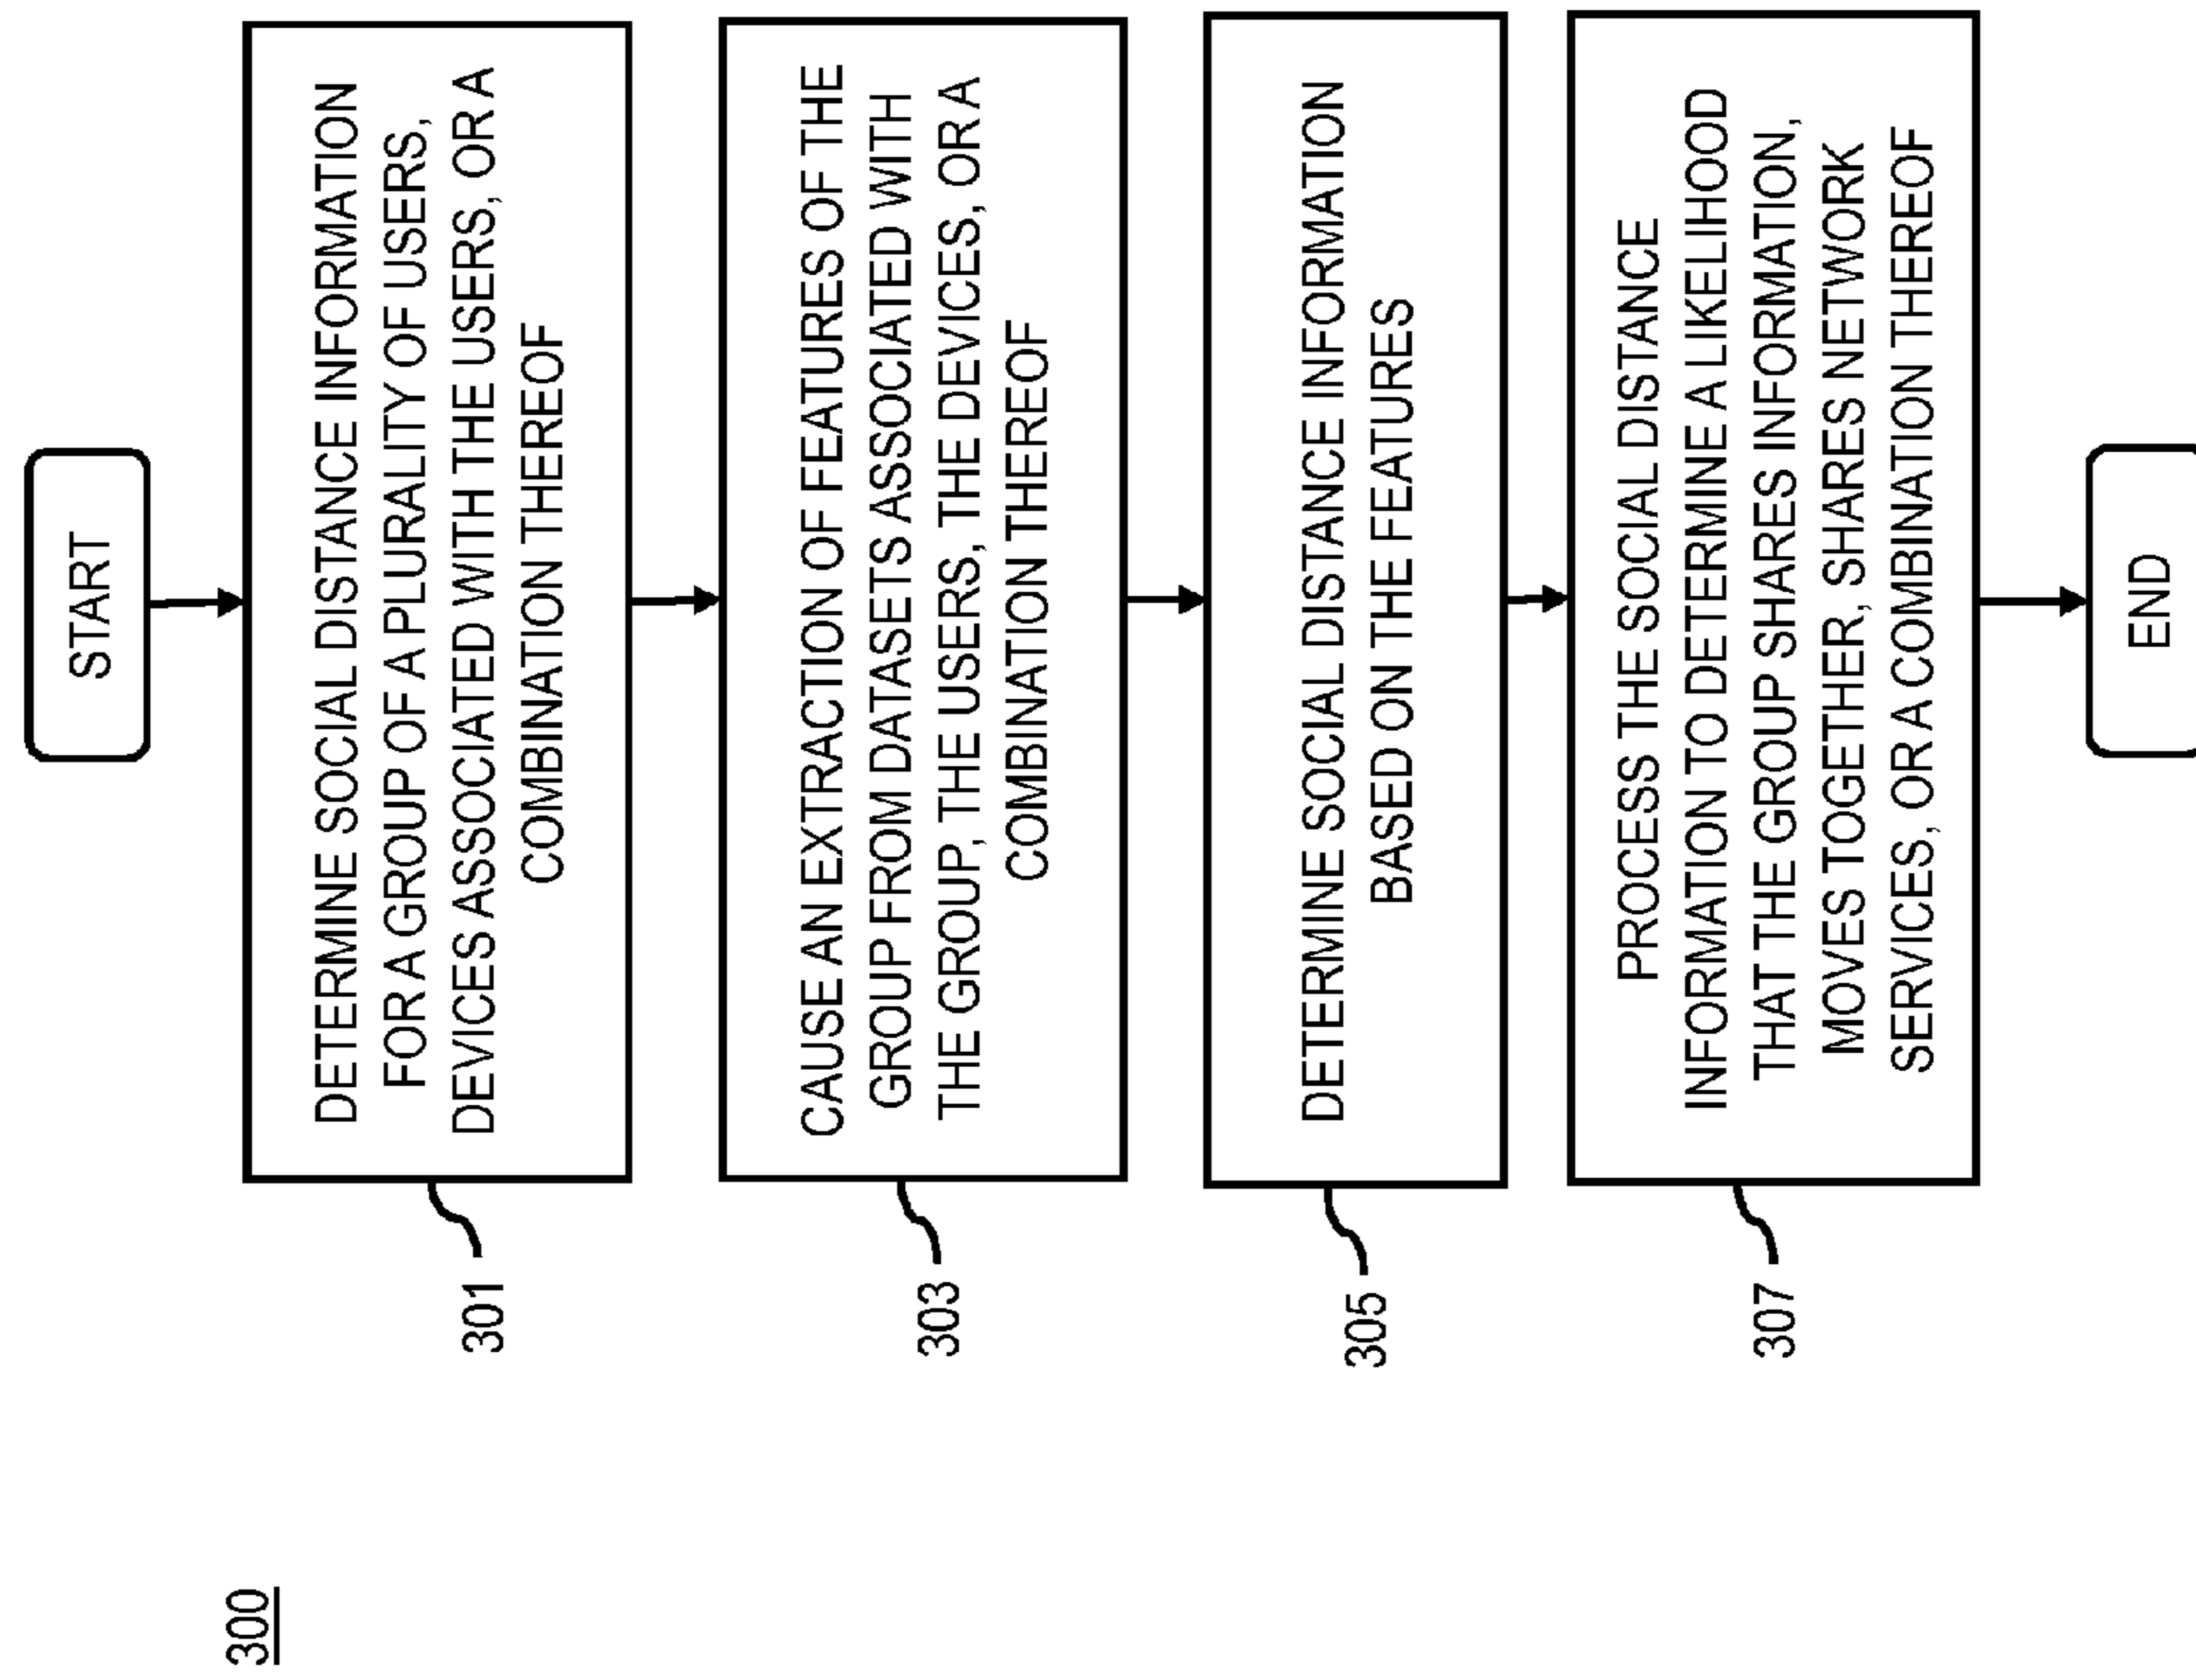 300
START
DETERMINE SOCIAL DISTANCE INFORMATION
FOR A GROUP OF A PLURALITY OF USERS,
DEVICES ASSOCIATED WITH THE USERS, OR A
COMBINATION THEREOF
301
CAUSE AN EXTRACTION OF FEATURES OF THE
GROUP FROM DATASETS ASSOCIATED WITH
THE GROUP, THE USERS, THE DEVICES, OR A
COMBINATION THEREOF
303
DETERMINE SOCIAL DISTANCE INFORMATION
BASED ON THE FEATURES
305
PROCESS THE SOCIAL DISTANCE
INFORMATION TO DETERMINE A LIKELIHOOD
THAT THE GROUP SHARES INFORMATION,
MOVES TOGETHER, SHARES NETWORK
SERVICES, OR A COMBINATION THEREOF
307
END